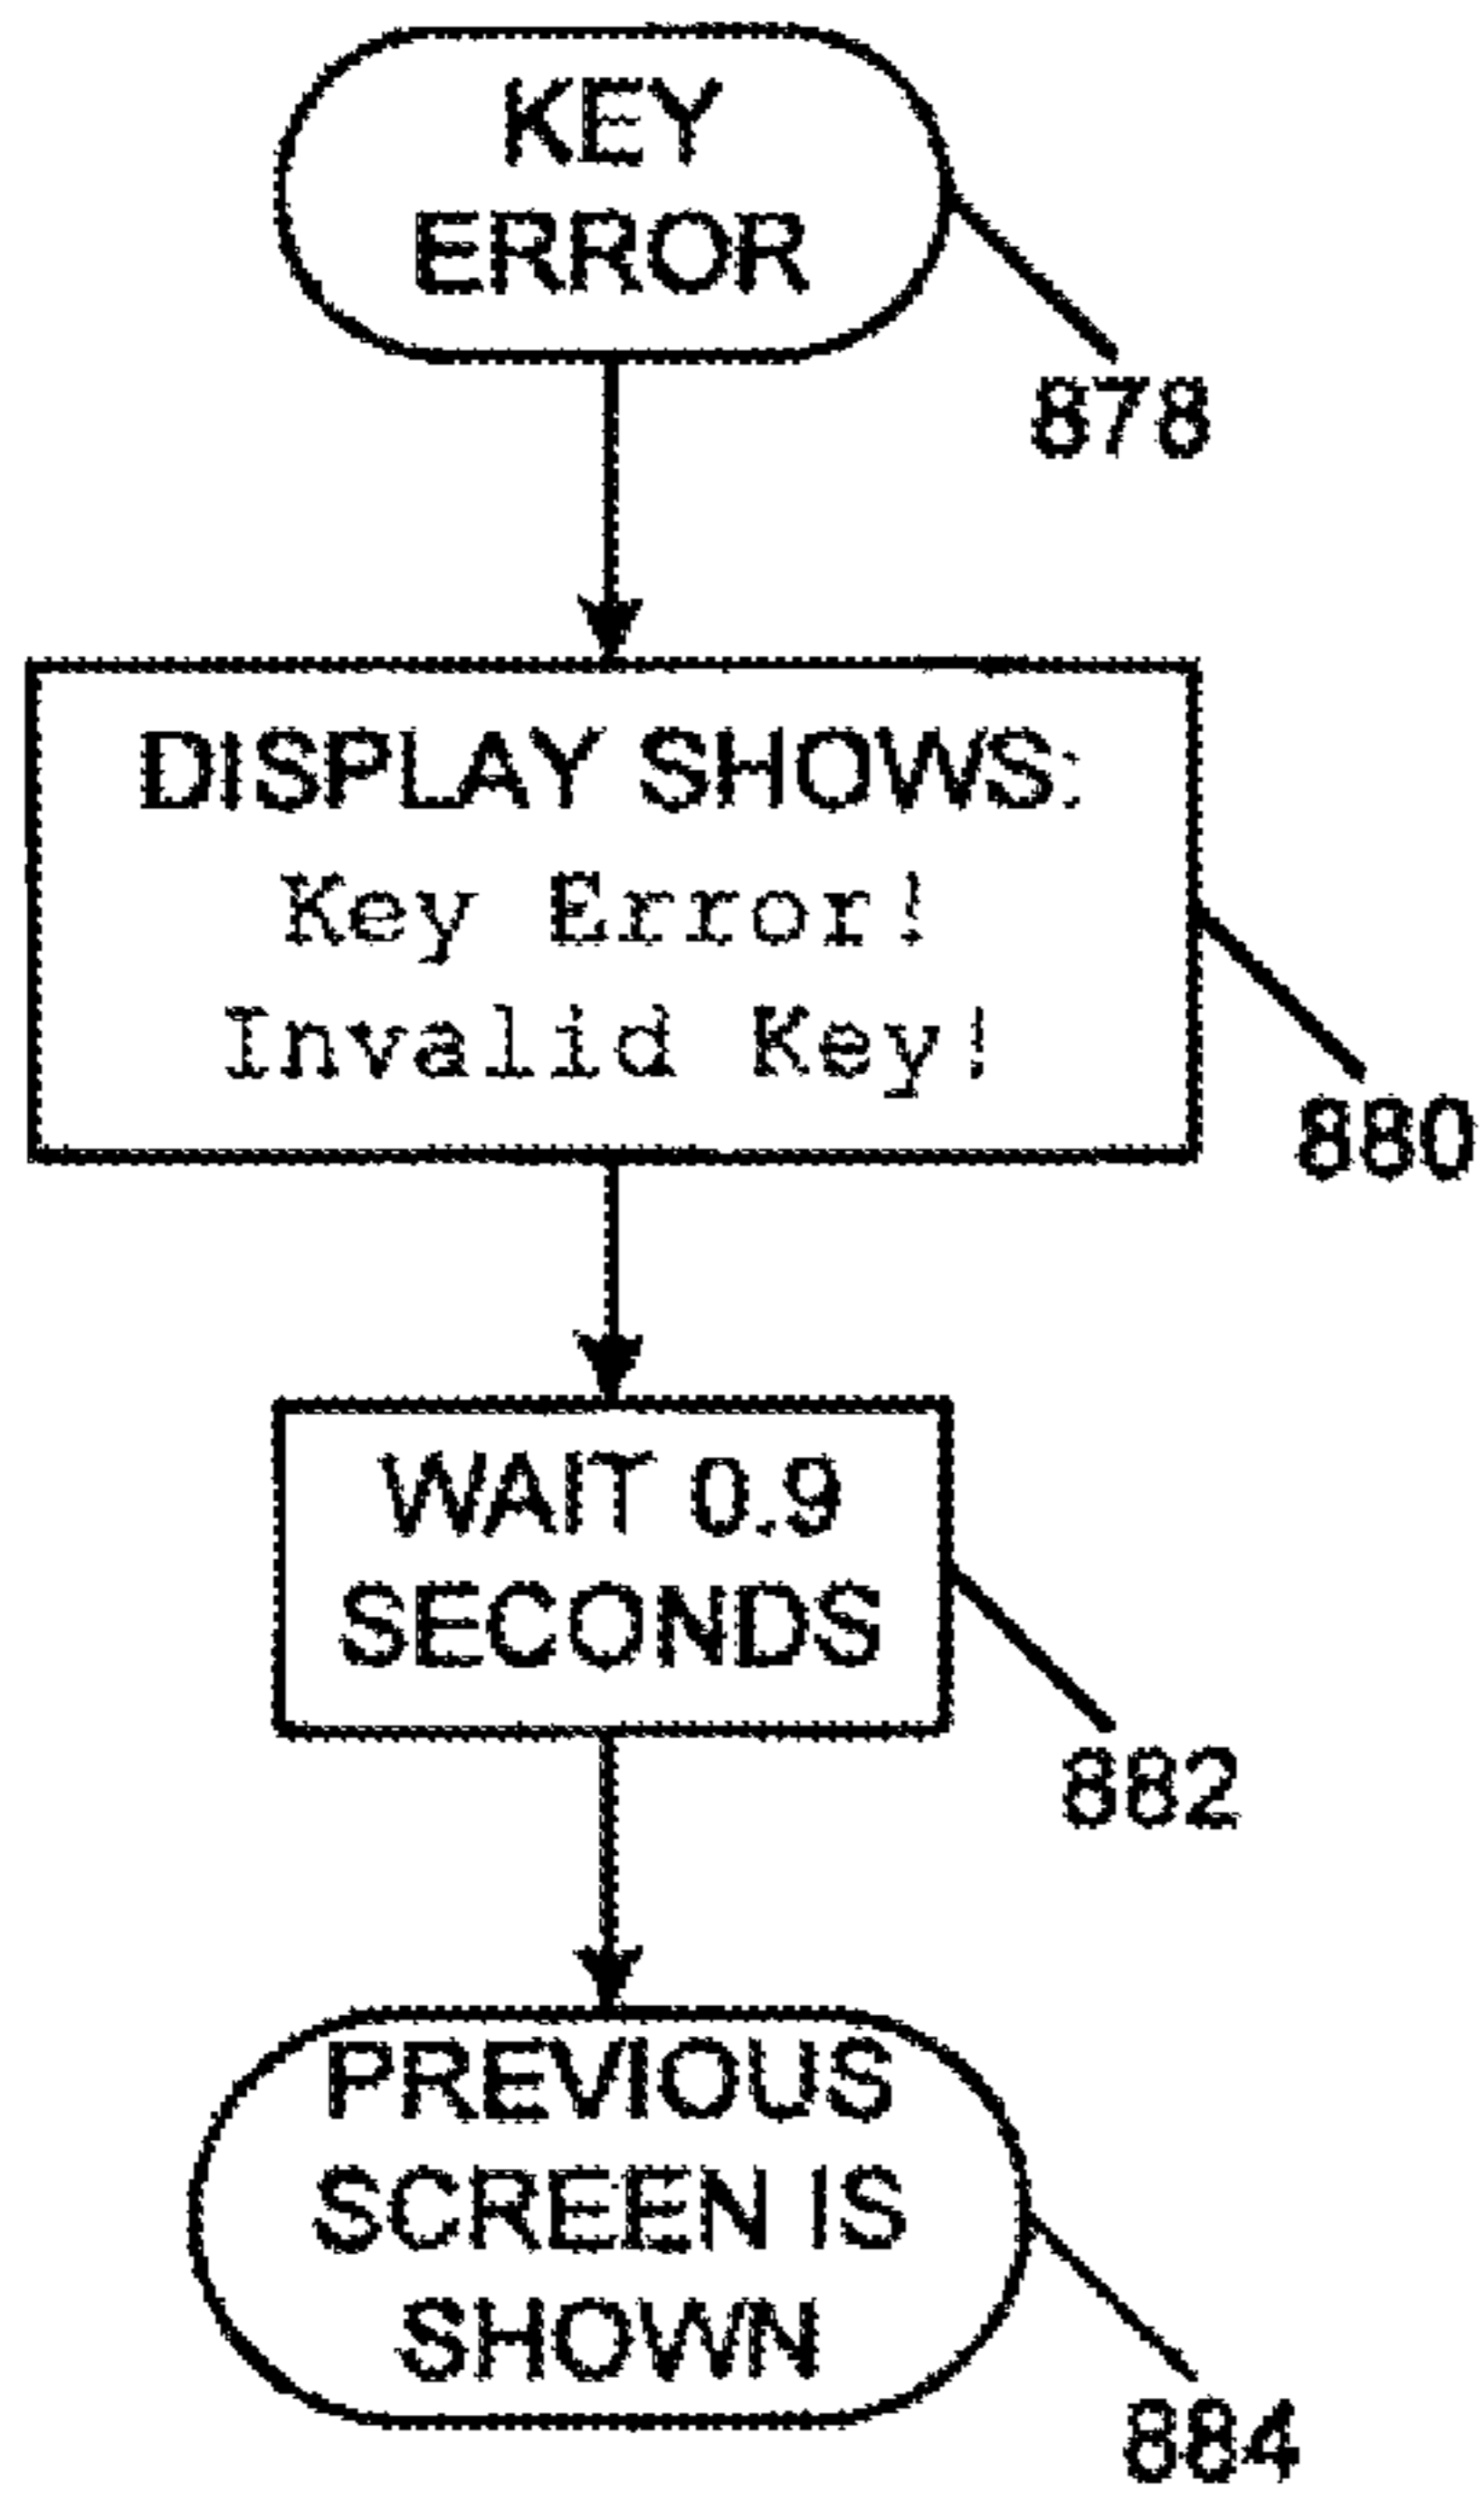 KEY
ERROR
878
DISPLAY SHOWS:
Key Error!
Invalid Key!
880
WAIT 0.9
SECONDS
882
PREVIOUS
SCREEN IS
SHOWN
884